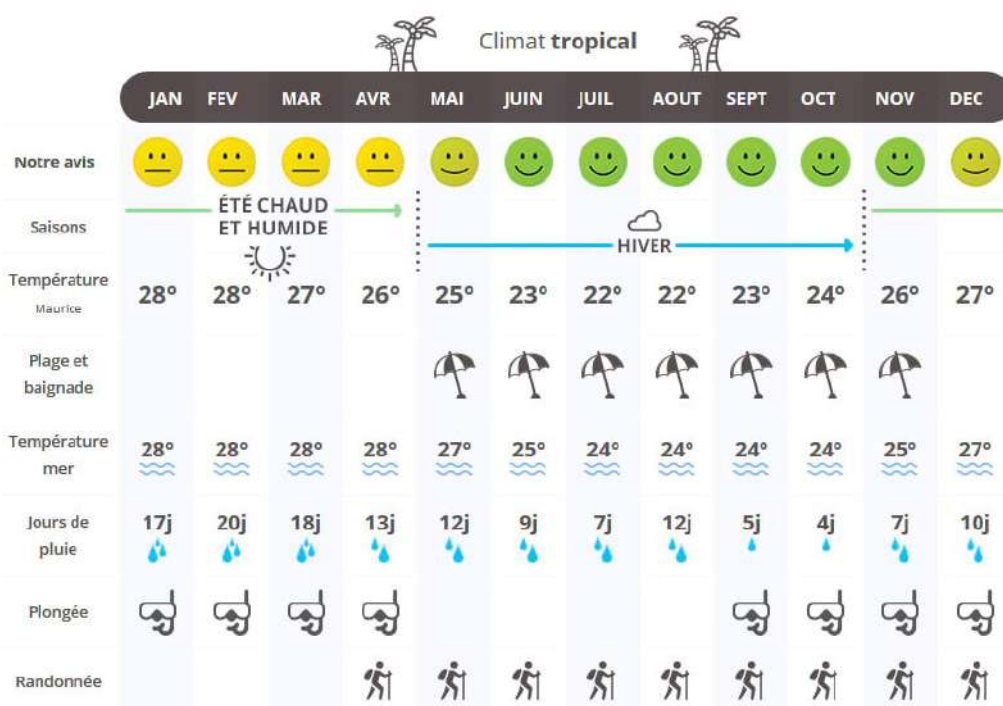 Climat tropical
JAN FEV MAR AVR MAI JUIN JUIL AOUT SEPT OCT NOV DEC
Notre avis
Saisons
ÉTÉ CHAUD
ET HUMIDE
HIVER
Température
Maurice
28° 28° 27° 26° 25° 23° 22° 22° 23° 24° 26° 27°
Plage et
baignade
Température
mer
28° 28° 28° 28° 27° 25° 24° 24° 24° 24° 25° 27°
Jours de
pluie
17j 20j 18j 13j 12j 9j 7j 12j 5j 4j 7j 10j
Plongée
Randonnée